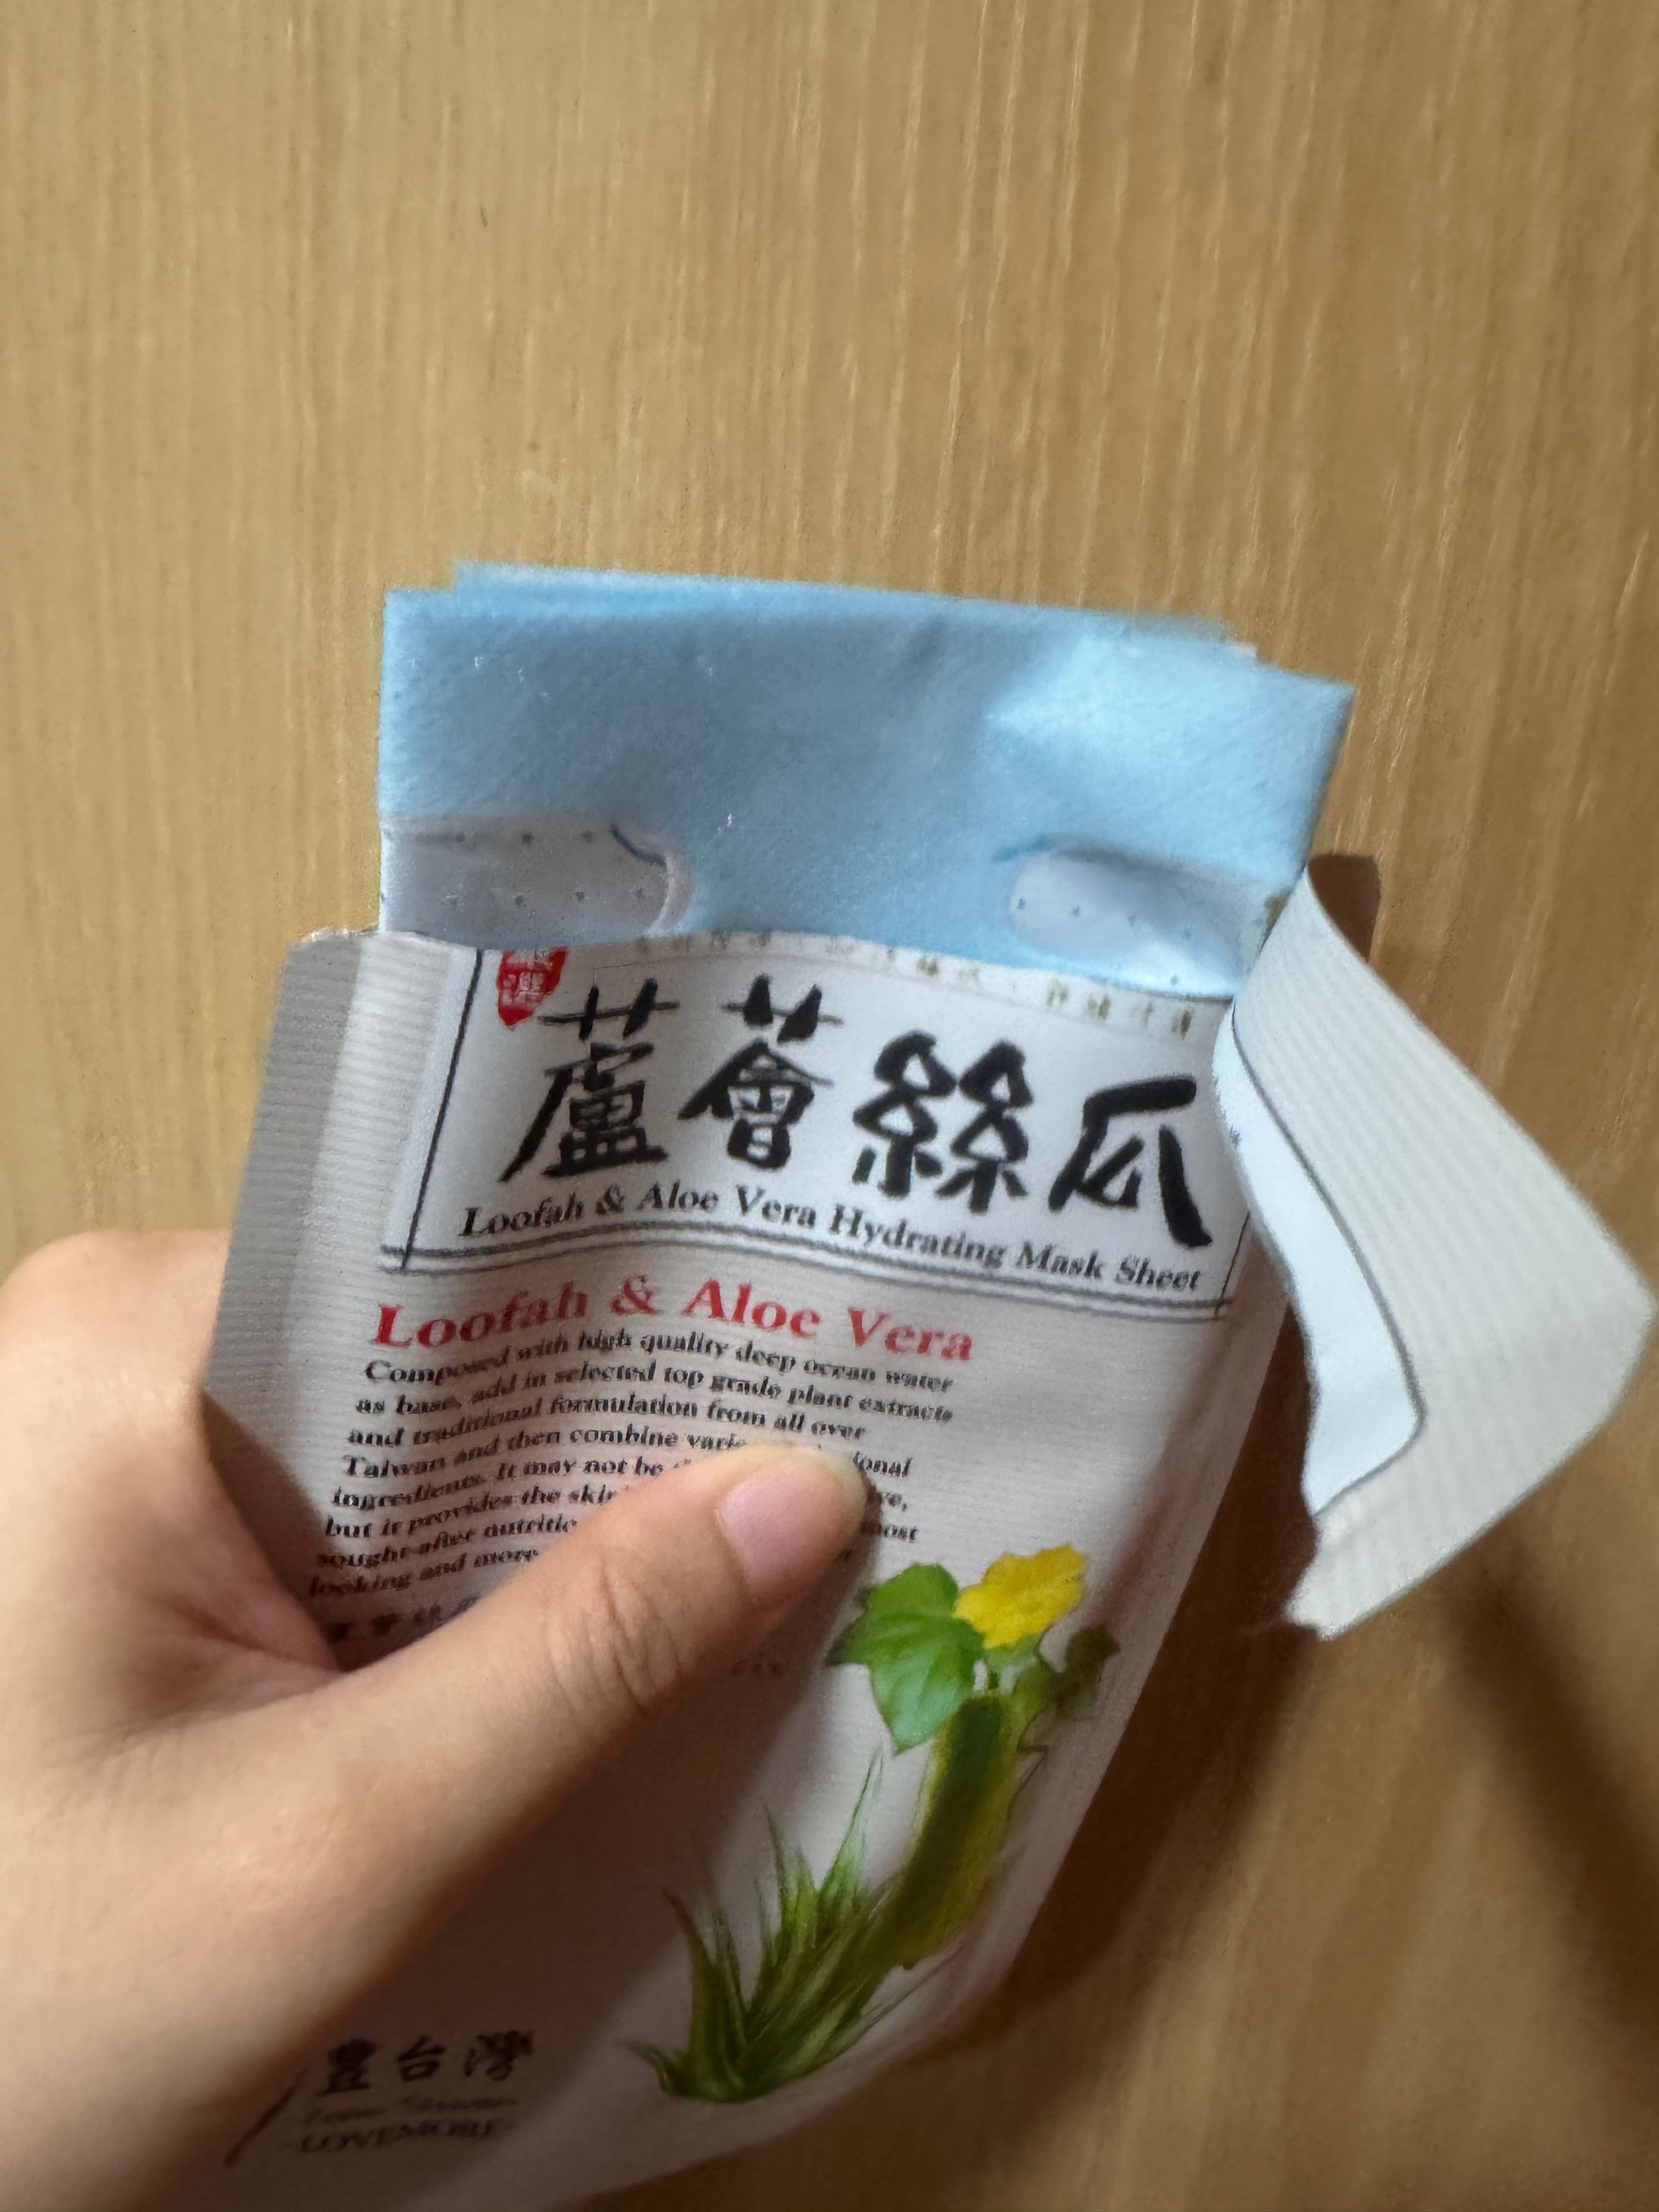 蘆薈絲瓜
Loofah & Aloe Vera Hydrating Mask Sheet
Loofah & Aloe Vera
Composed with high quality deep ocean water
as base, add in selected top grade plant extracts
and traditional formulation from all over
Taiwan and then combine
ingredients. It may not be
but it provides the
sought-after
looking and more
豐台灣
LOVEMORE